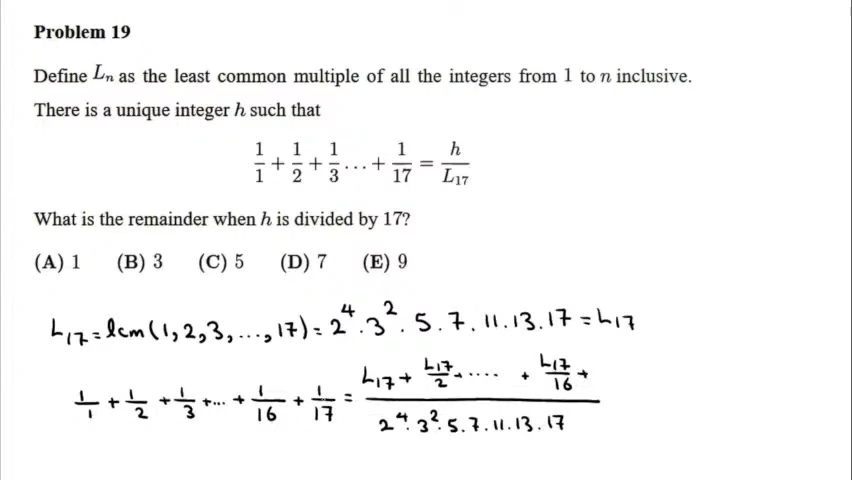 Problem 19
Define Lₙ as the least common multiple of all the integers from 1 to n inclusive.
There is a unique integer h such that
1/1 + 1/2 + 1/3 ... + 1/17 = h/L₁₇
What is the remainder when h is divided by 17?
(A) 1 (B) 3 (C) 5 (D) 7 (E) 9
L₁₇ = lcm(1, 2, 3, ..., 17) = 2⁴ . 3² . 5 . 7 . 11 . 13 . 17 = L₁₇
1/1 + 1/2 + 1/3 + ... + 1/16 + 1/17 = (L₁₇ + L₁₇/2 + .... + L₁₇/16 +) / (2⁴ . 3² . 5 . 7 . 11 . 13 . 17)